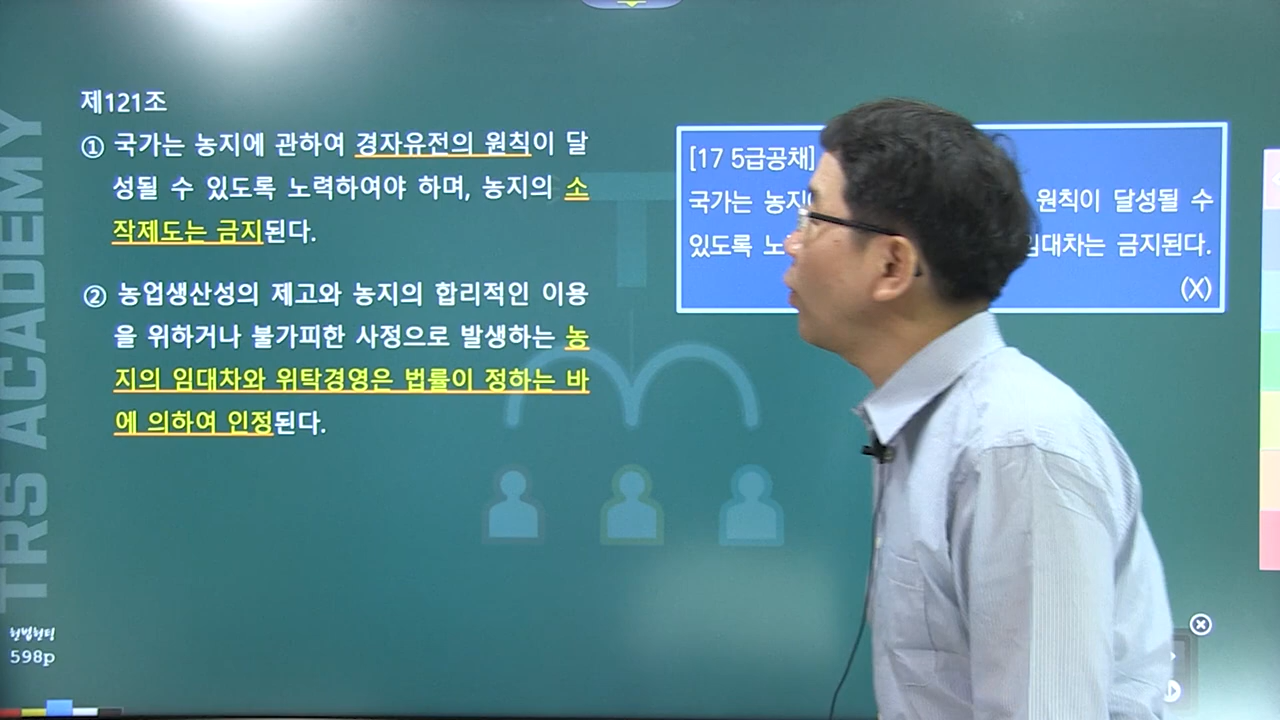 TRS ACADEMY
제121조
① 국가는 농지에 관하여 경자유전의 원칙이 달
성될 수 있도록 노력하여야 하며, 농지의 소
작제도는 금지된다.
② 농업생산성의 제고와 농지의 합리적인 이용
을 위하거나 불가피한 사정으로 발생하는 농
지의 임대차와 위탁경영은 법률이 정하는 바
에 의하여 인정된다.
[17 5급공채]
국가는 농지 원칙이 달성될 수
있도록 임대차는 금지된다.
(X)
헌법헌터
598p